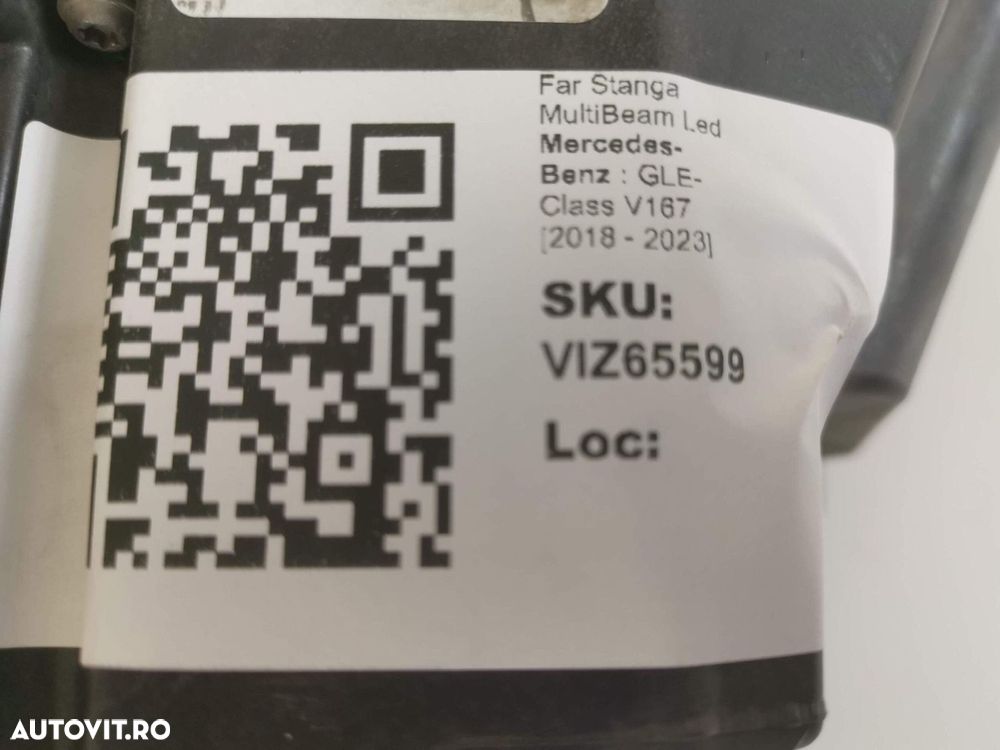 Far Stanga
MultiBeam Led
Mercedes-
Benz : GLE-
Class V167
[2018 - 2023]
SKU:
VIZ65599
Loc:
AUTOVIT.RO